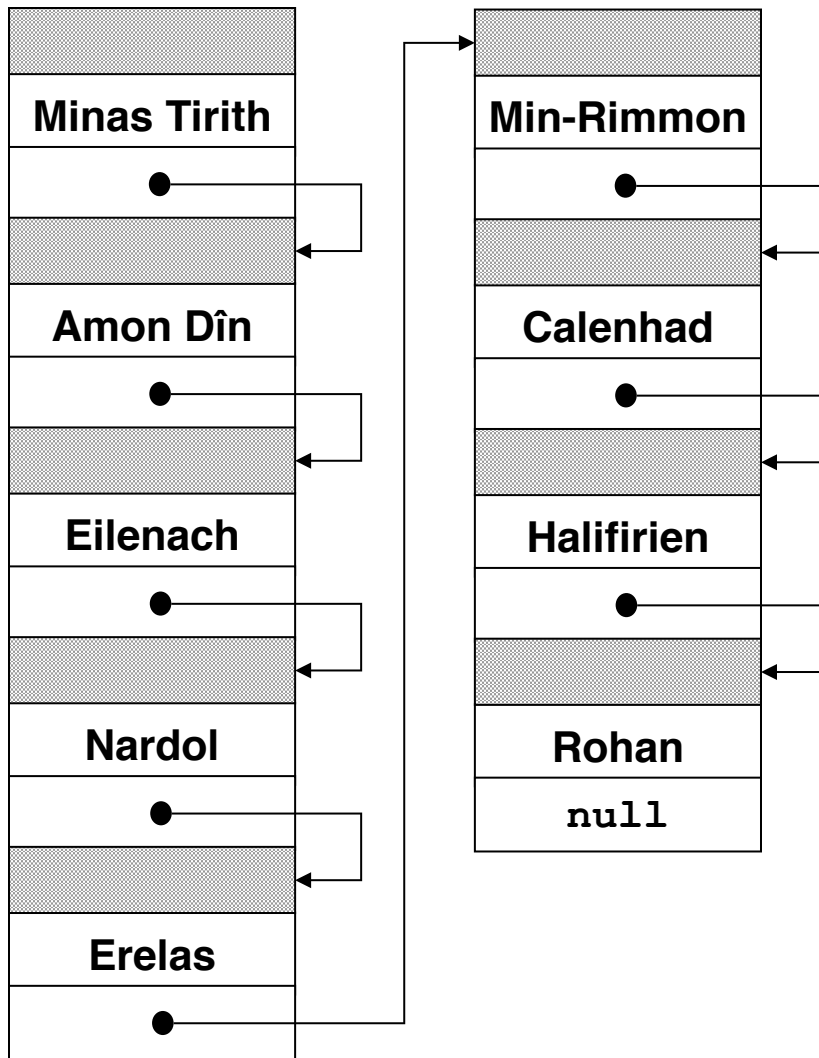 Minas Tirith
Amon Dîn
Eilenach
Nardol
Erelas
Min-Rimmon
Calenhad
Halifirien
Rohan
null